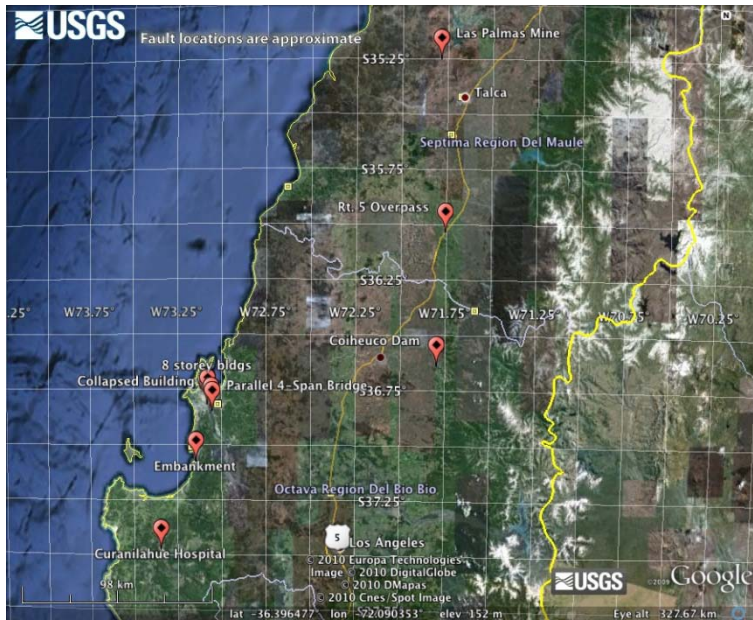 USGS
Fault locations are approximate
N
Las Palmas Mine
S35.25°
Talca
Septima Region Del Maule
S35.75°
Rt. 5 Overpass
S36.25°
.25°
W73.75°
W73.25°
W72.75°
W72.25°
W71.75°
W71.25°
W70.25°
W70.25°
Coiheuco Dam
8 storey bldgs
Collapsed Building
Parallel 4-Span Bridge
S36.75°
Embankment
Octava Region Del Bio Bio
S37.25°
5
Los Angeles
Curanilahue Hospital
© 2010 Europa Technologies
Image © 2010 DigitalGlobe
© 2010 DMapas
© 2010 Cnes/Spot Image
98 km
USGS
©2009 Google
lat -36.396477° lon -72.090353° elev 152 m
Eye alt 327.67 km